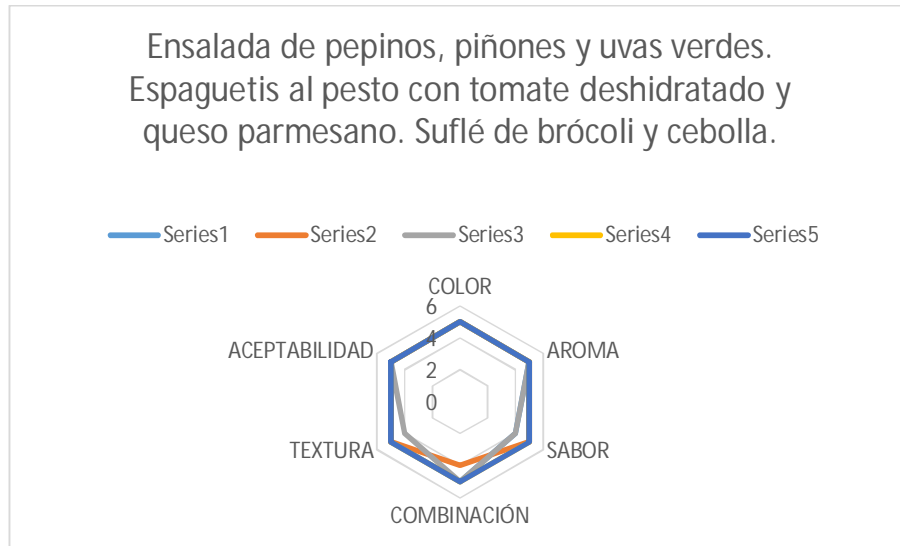 Ensalada de pepinos, piñones y uvas verdes.
Espaguetis al pesto con tomate deshidratado y
queso parmesano. Suflé de brócoli y cebolla.
Series1 Series2 Series3 Series4 Series5
COLOR
6
ACEPTABILIDAD 4 AROMA
2
0
TEXTURA SABOR
COMBINACIÓN